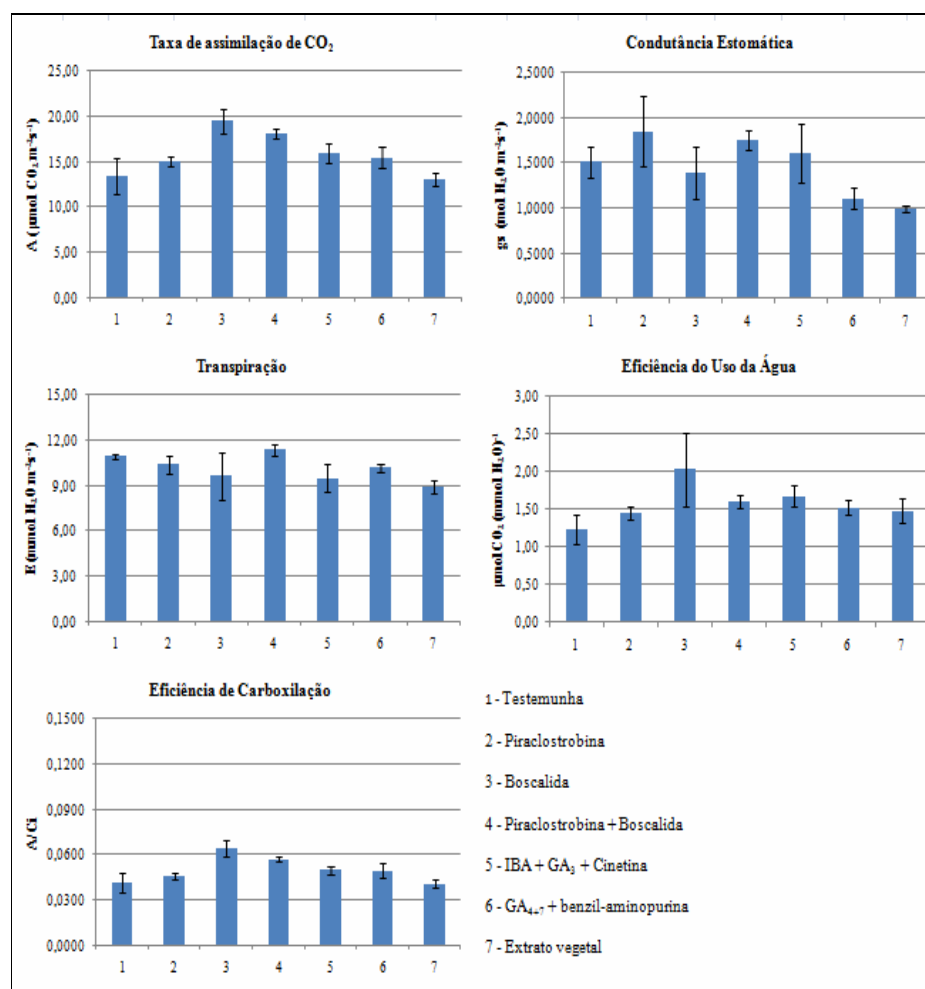 Taxa de assimilação de CO₂
A (µmol CO₂ m⁻²s⁻¹)
25,00
20,00
15,00
10,00
5,00
0,00
1 2 3 4 5 6 7
Condutância Estomática
gs (mol H₂O m⁻²s⁻¹)
2,5000
2,0000
1,5000
1,0000
0,5000
0,0000
1 2 3 4 5 6 7
Transpiração
E (mmol H₂O m⁻²s⁻¹)
15,00
12,00
9,00
6,00
3,00
0,00
1 2 3 4 5 6 7
Eficiência do Uso da Água
µmolCO₂ (mmol H₂O)⁻¹
3,00
2,50
2,00
1,50
1,00
0,50
0,00
1 2 3 4 5 6 7
Eficiência de Carboxilação
A/Ci
0,1500
0,1200
0,0900
0,0600
0,0300
0,0000
1 2 3 4 5 6 7
1 - Testemunha
2 - Piraclostrobina
3 - Boscalida
4 - Piraclostrobina + Boscalida
5 - IBA + GA₃ + Cinetina
6 - GA₄₊₇ + benzil-aminopurina
7 - Extrato vegetal